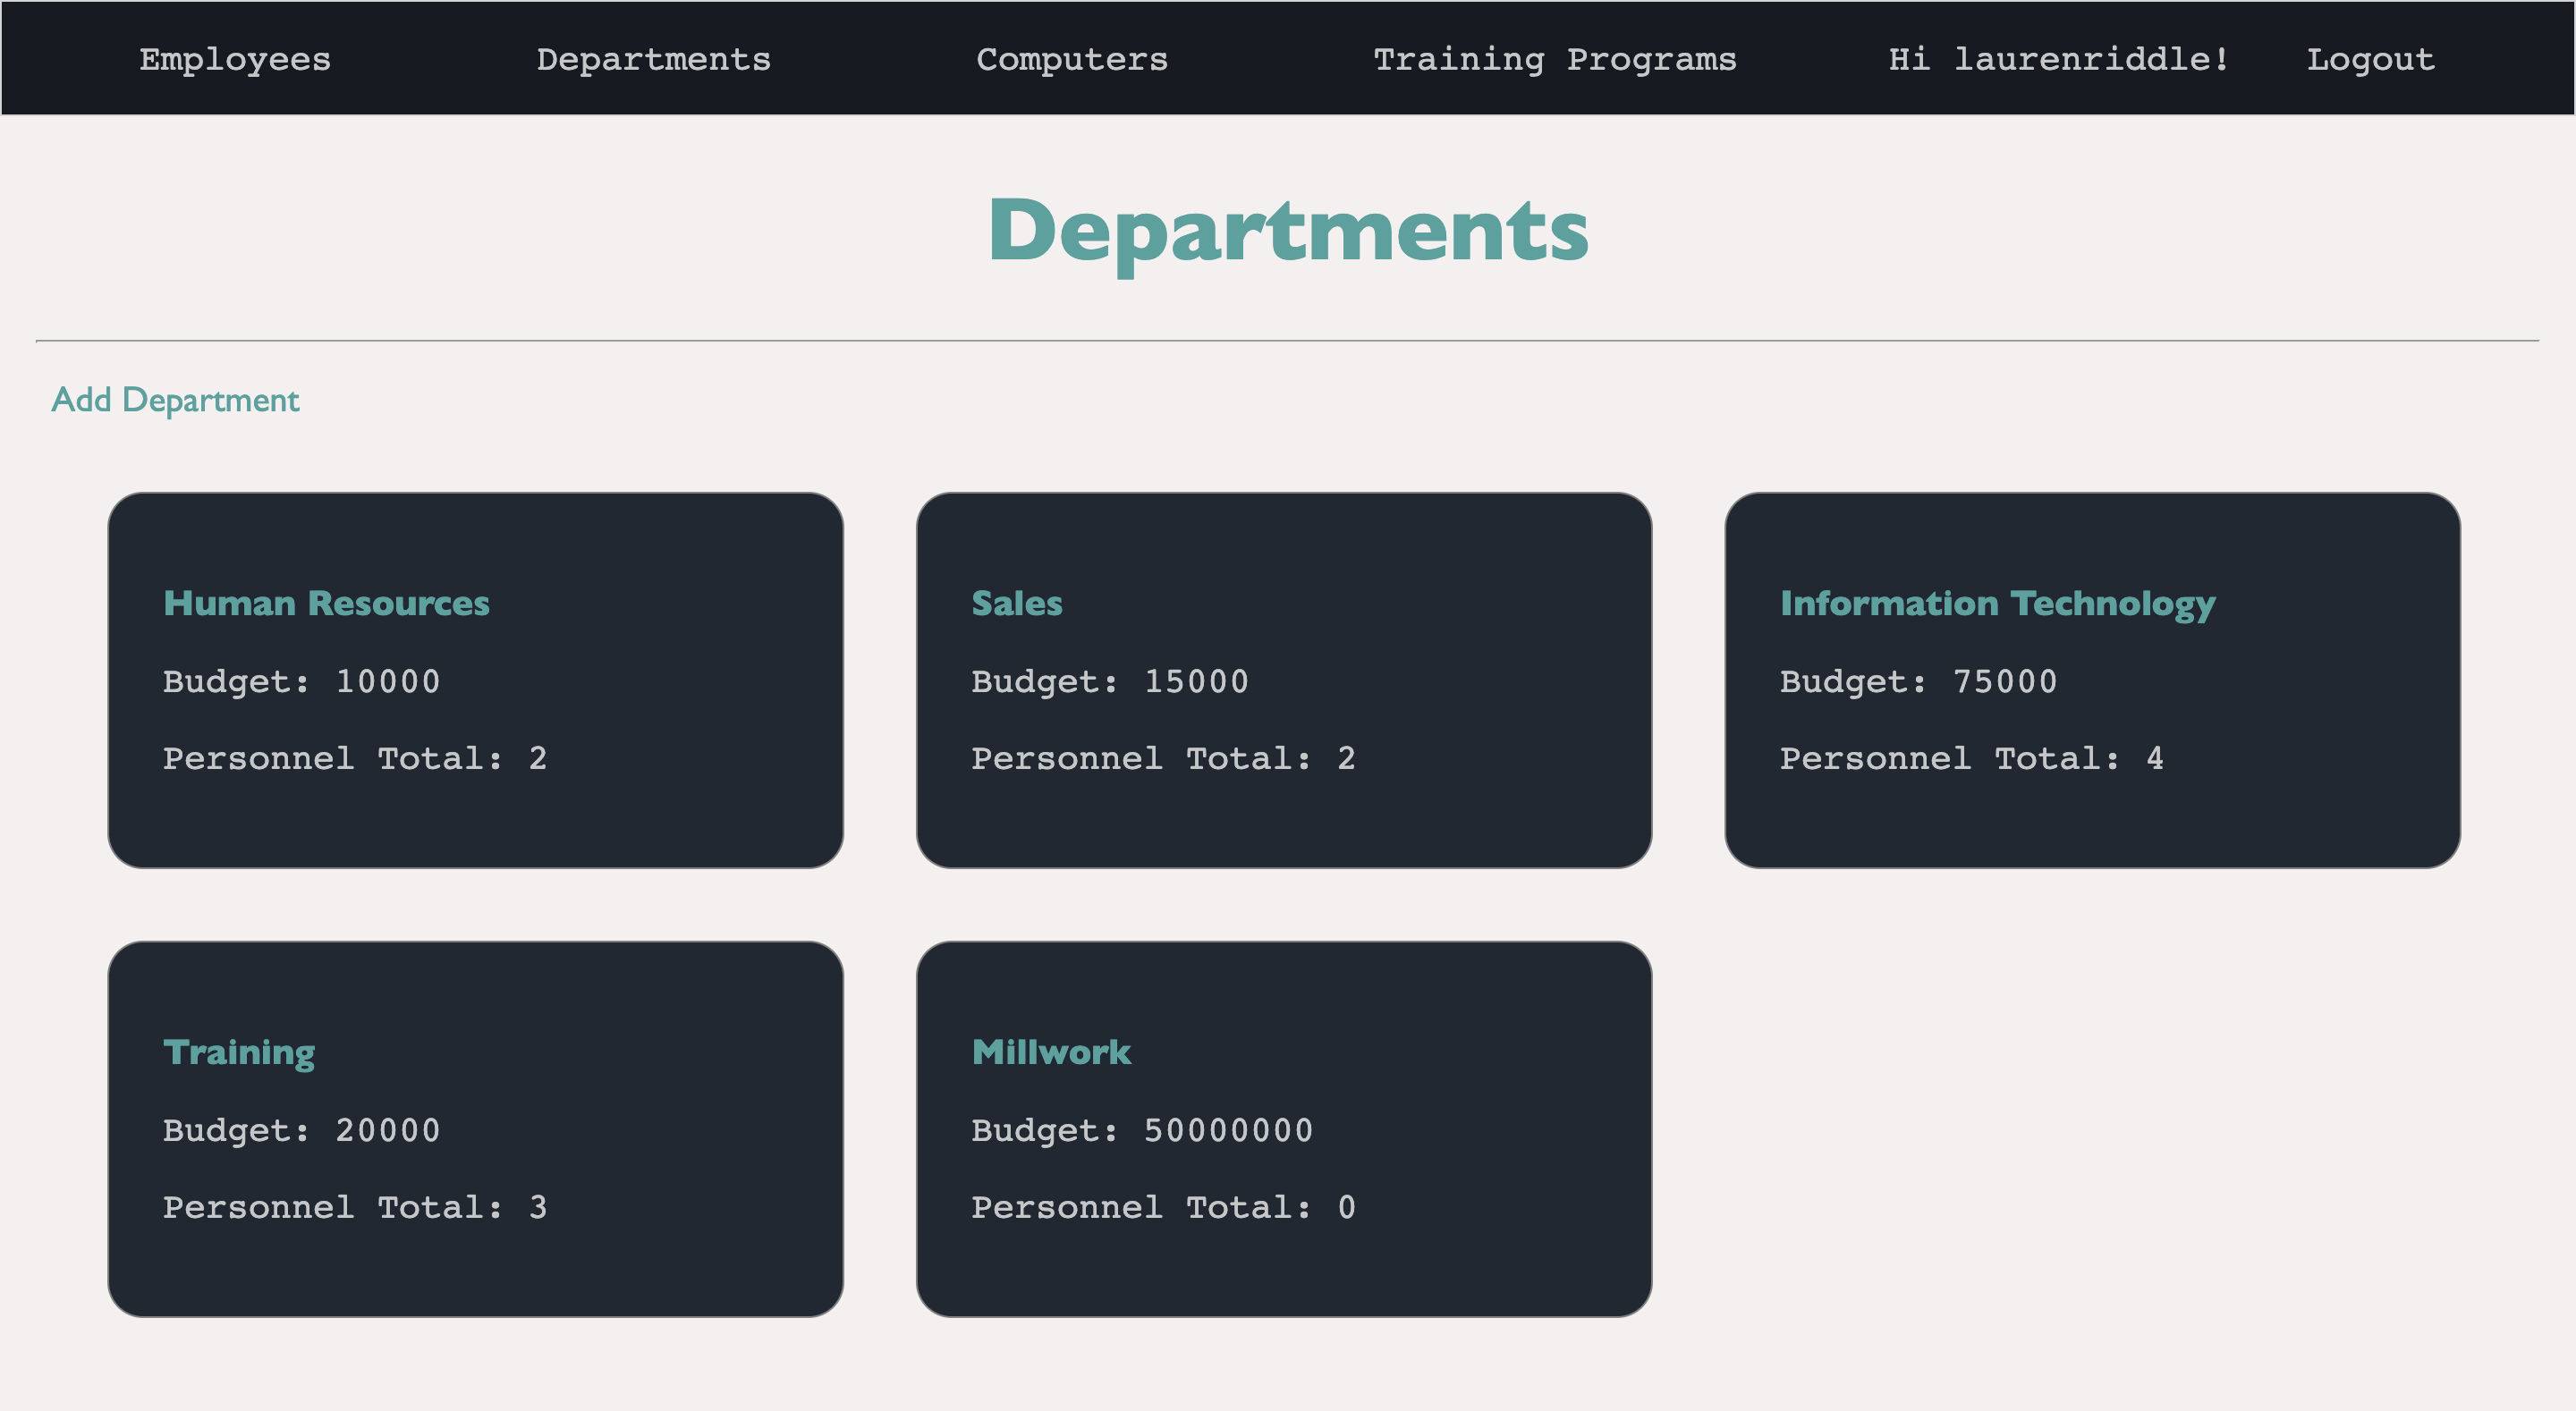 Employees Departments Computers Training Programs Hi laurenriddle! Logout
Departments
Add Department
Human Resources
Budget: 10000
Personnel Total: 2
Sales
Budget: 15000
Personnel Total: 2
Information Technology
Budget: 75000
Personnel Total: 4
Training
Budget: 20000
Personnel Total: 3
Millwork
Budget: 50000000
Personnel Total: 0